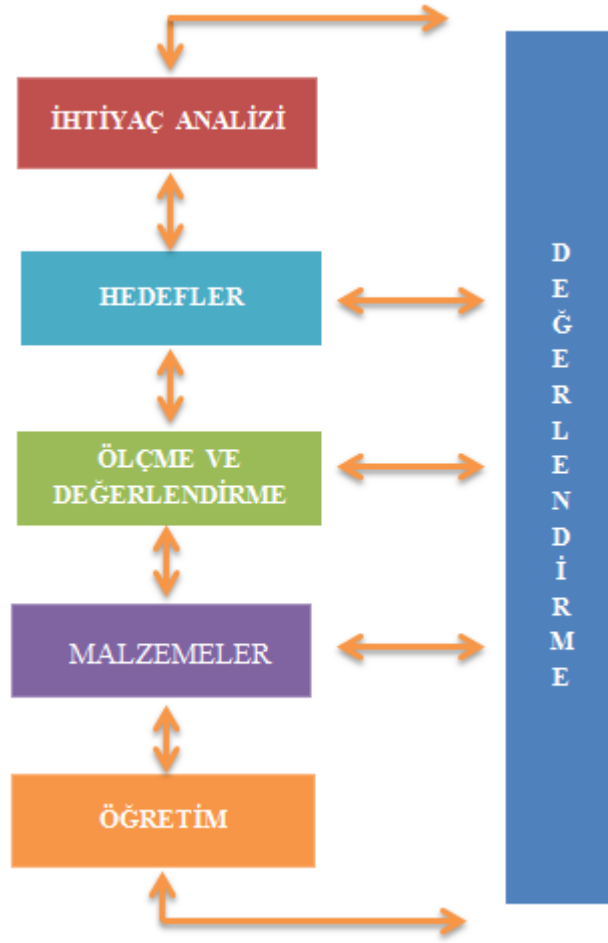 İHTİYAÇ ANALİZİ
HEDEFLER
ÖLÇME VE
DEĞERLENDİRME
MALZEMELER
ÖĞRETİM
D
E
Ğ
E
R
L
E
N
D
İ
R
M
E